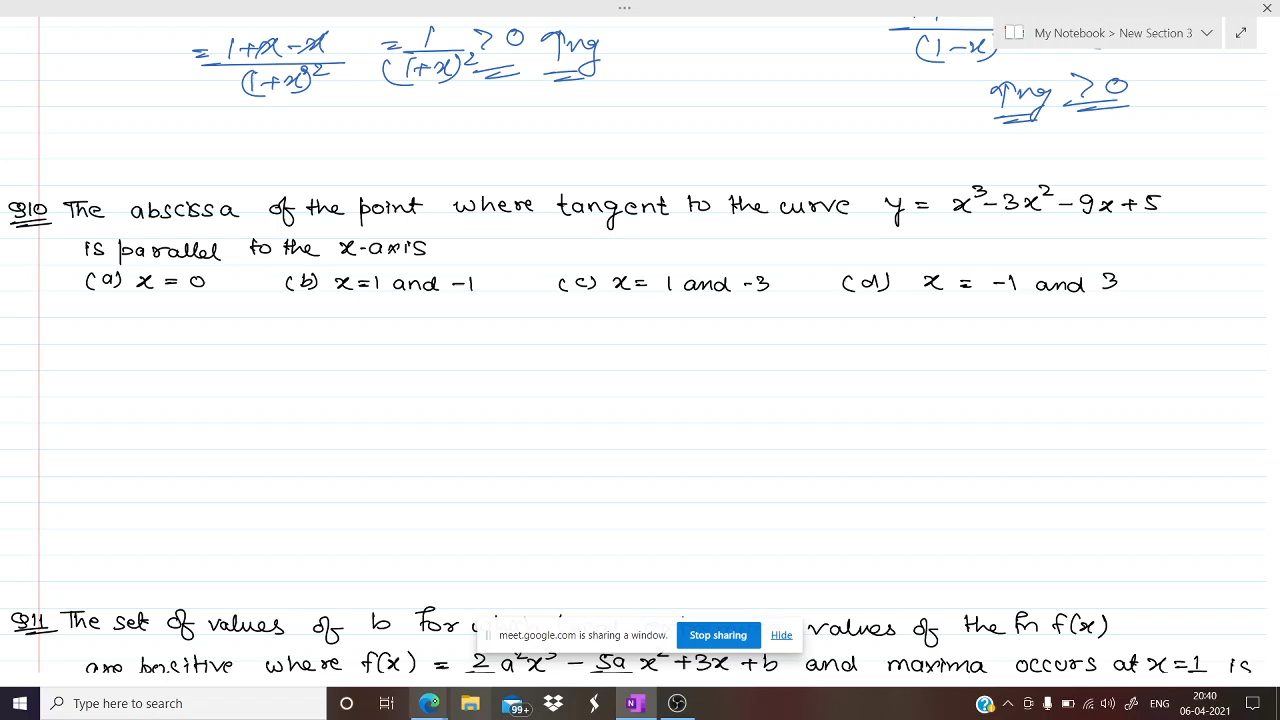 My Notebook > New Section 3
= 1+x-x / (1+x)² = 1 / (1+x)² > 0 ↑ng
(1-x)
↑ng > 0
Q10 The abscissa of the point where tangent to the curve y = x³-3x²-9x+5
is parallel to the x-axis
(a) x = 0 (b) x=1 and -1 (c) x= 1 and -3 (d) x = -1 and 3
Q11 The set of values of b for values of the fn f(x)
are positive where f(x) = 2 a²x³ - 5a x² +3x +b and maxima occurs at x=1 is
meet.google.com is sharing a window. Stop sharing Hide
Type here to search
99+
ENG
20:40
06-04-2021